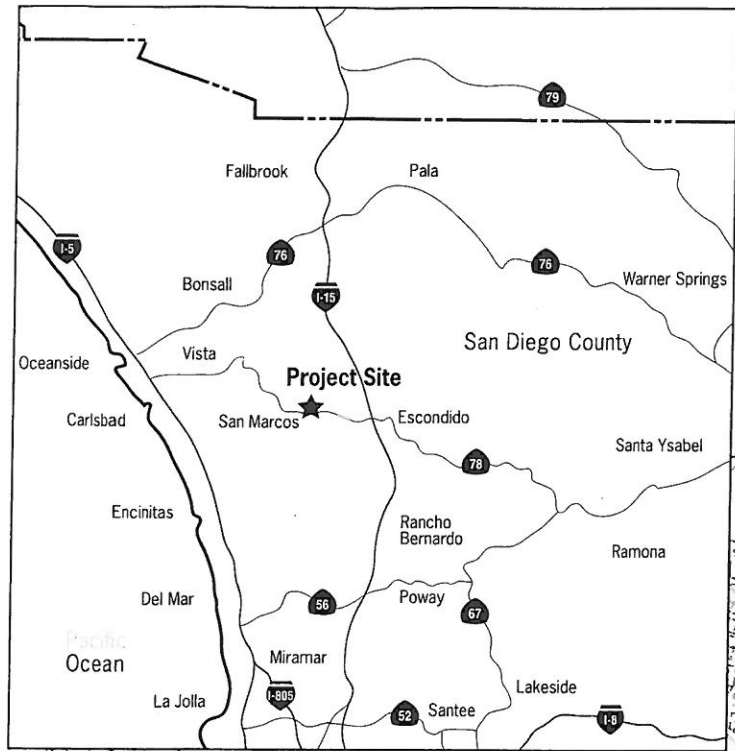 79
Fallbrook
Pala
I-5
76
76
Warner Springs
Bonsall
I-15
San Diego County
Oceanside
Vista
Project Site
Carlsbad
San Marcos
Escondido
78
Santa Ysabel
Encinitas
Rancho
Bernardo
Ramona
Del Mar
56
Poway
67
Pacific
Ocean
Miramar
La Jolla
I-805
52
Santee
Lakeside
I-8